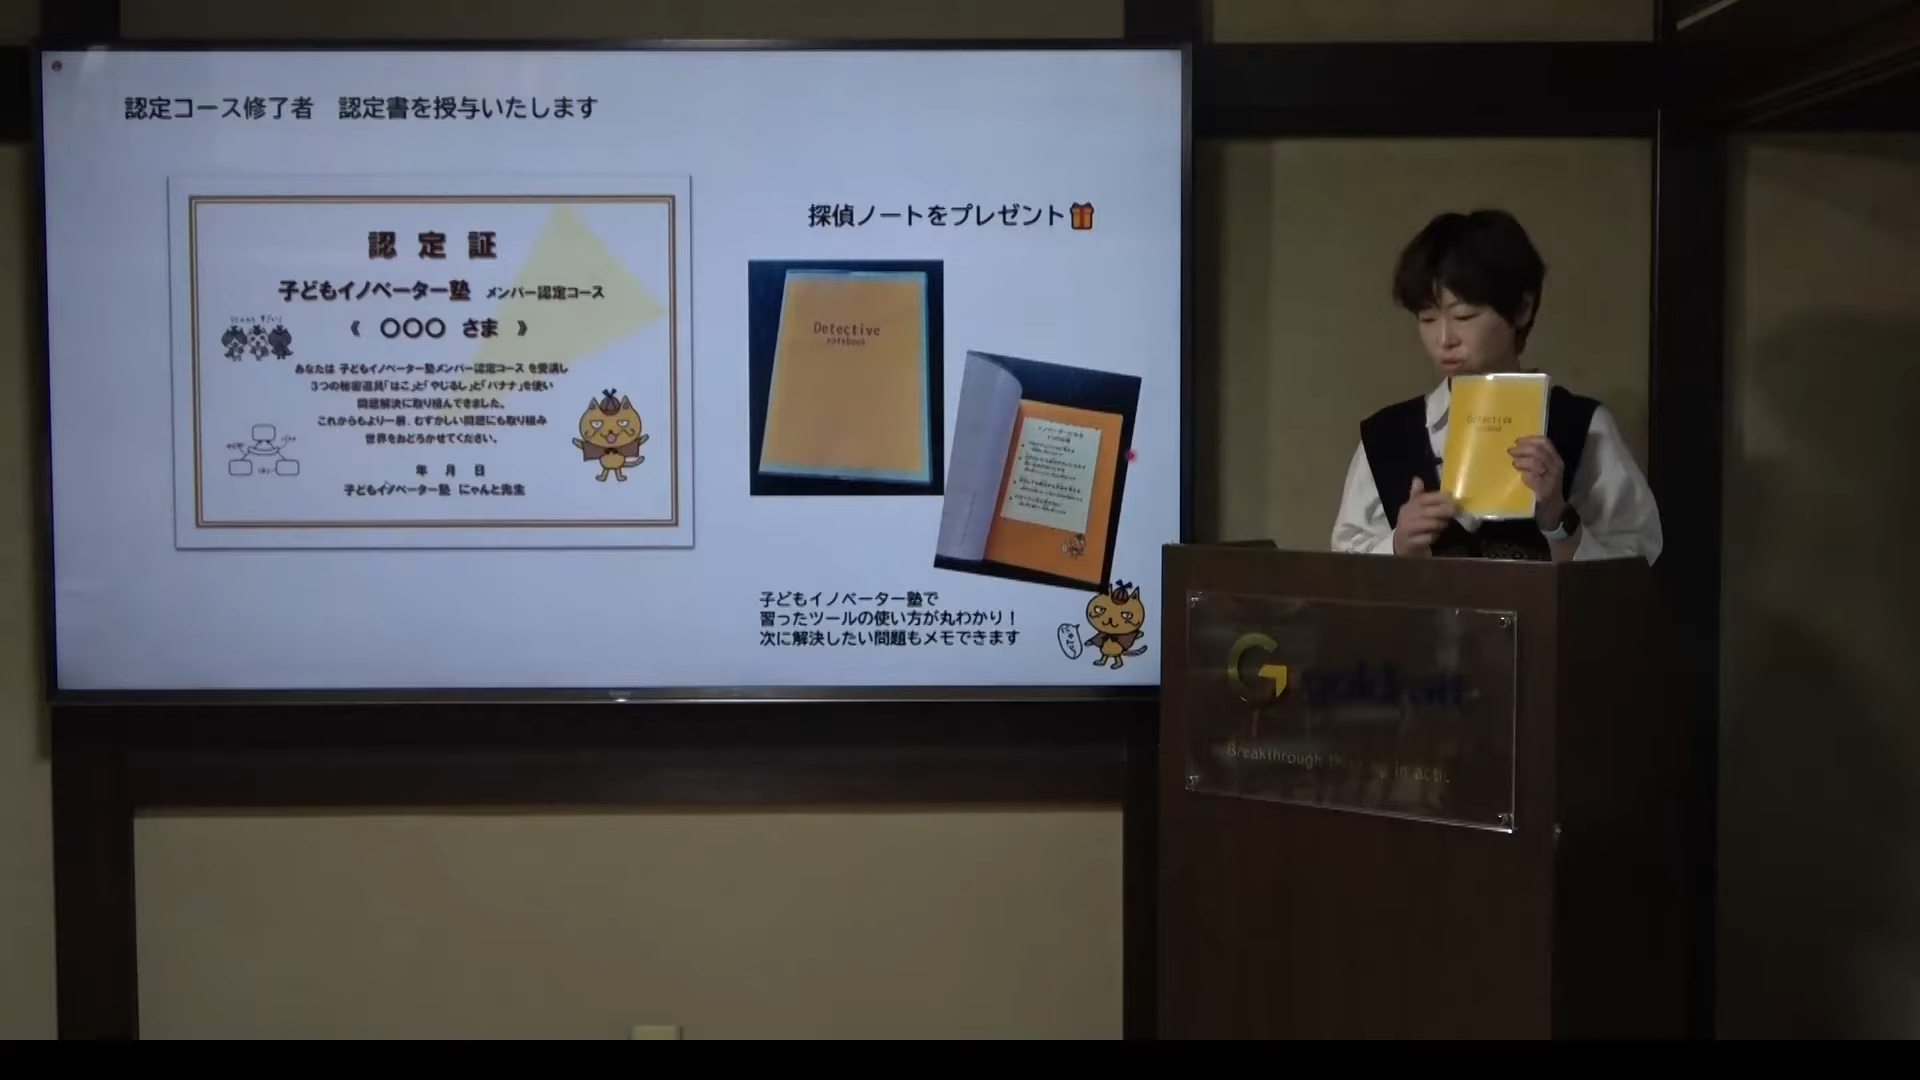 認定コース修了者　認定書を授与いたします
認定証
子どもイノベーター塾 メンバー認定コース
《 〇〇〇 さま 》
あなたは 子どもイノベーター塾メンバー認定コース を受講し
3つの秘密道具「はこ」と「やじるし」と「バナナ」を使い
問題解決に取り組んできました。
これからもより一層、むずかしい問題にも取り組み
世界をおどろかせてください。
年 月 日
子どもイノベーター塾 にゃんと先生
探偵ノートをプレゼント
Detective
notebook
子どもイノベーター塾で
習ったツールの使い方が丸わかり！
次に解決したい問題もメモできます
にゃんと
Detective
notebook
Breakthrough